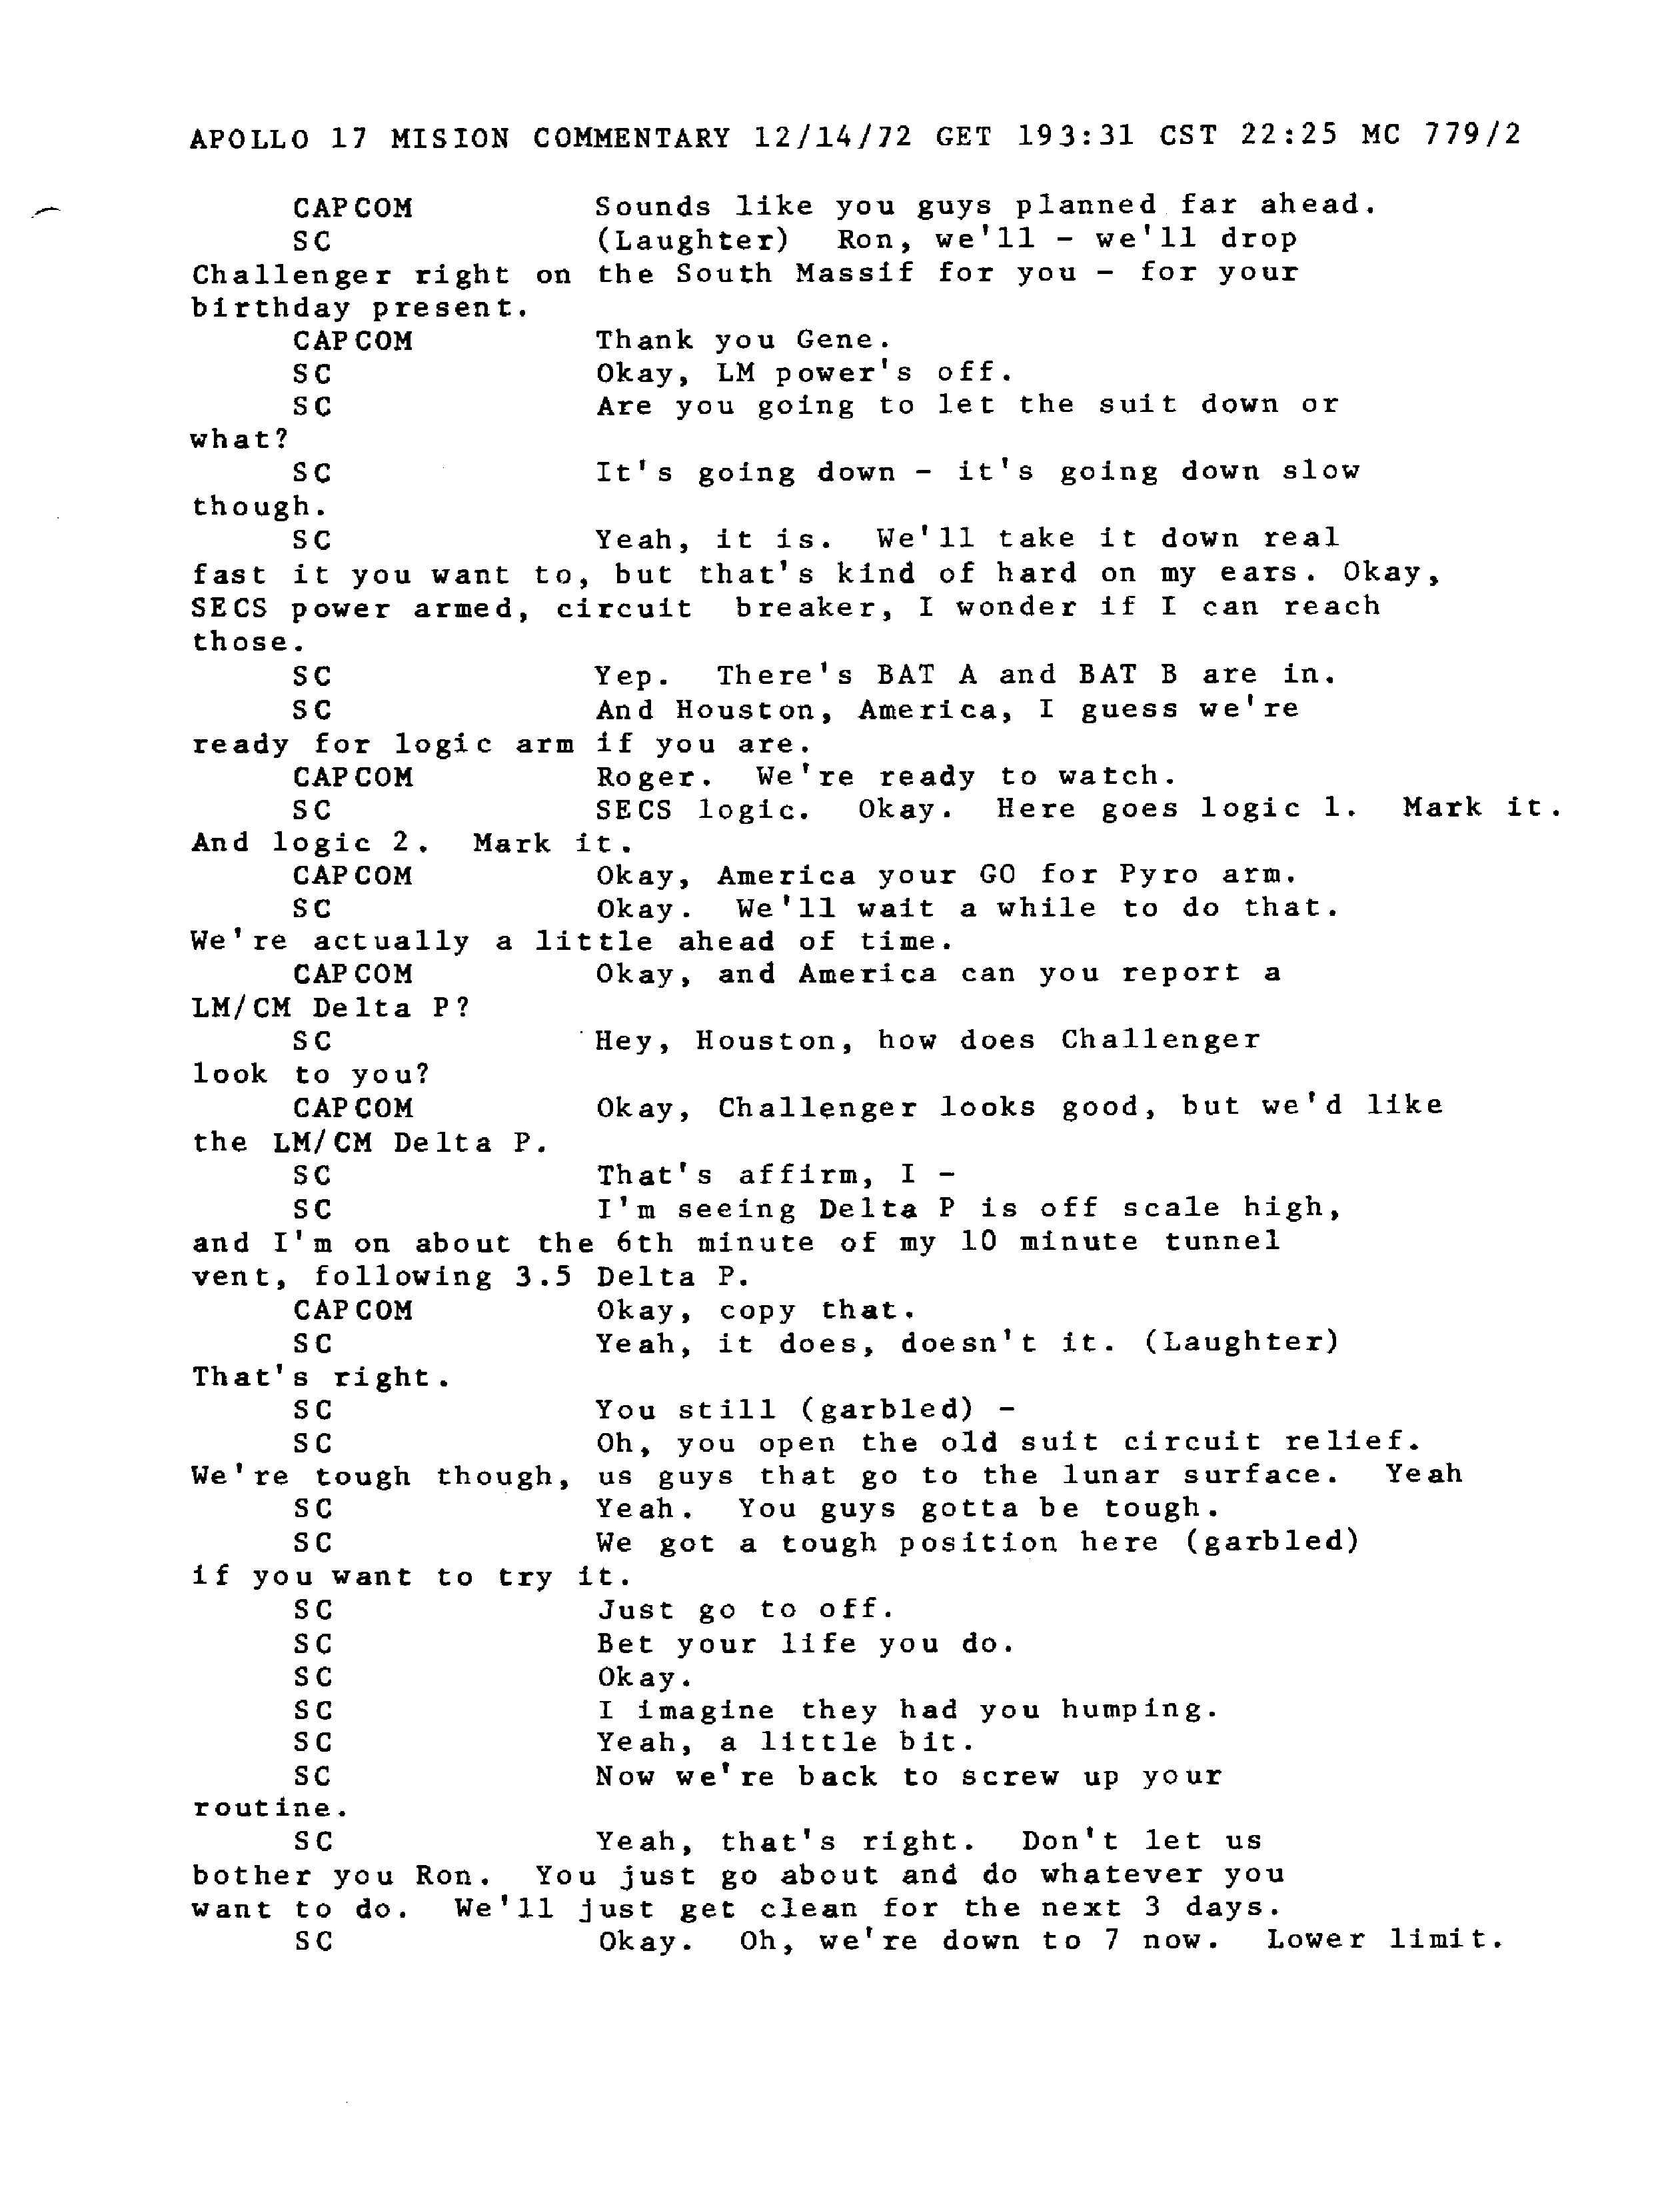 APOLLO 17 MISION COMMENTARY 12/14/72 GET 193:31 CST 22:25 MC 779/2
CAPCOM Sounds like you guys planned far ahead.
SC (Laughter) Ron, we'll - we'll drop
Challenger right on the South Massif for you - for your
birthday present.
CAPCOM Thank you Gene.
SC Okay, LM power's off.
SC Are you going to let the suit down or
what?
SC It's going down - it's going down slow
though.
SC Yeah, it is. We'll take it down real
fast it you want to, but that's kind of hard on my ears. Okay,
SECS power armed, circuit breaker, I wonder if I can reach
those.
SC Yep. There's BAT A and BAT B are in.
SC And Houston, America, I guess we're
ready for logic arm if you are.
CAPCOM Roger. We're ready to watch.
SC SECS logic. Okay. Here goes logic 1. Mark it.
And logic 2. Mark it.
CAPCOM Okay, America your GO for Pyro arm.
SC Okay. We'll wait a while to do that.
We're actually a little ahead of time.
CAPCOM Okay, and America can you report a
LM/CM Delta P?
SC Hey, Houston, how does Challenger
look to you?
CAPCOM Okay, Challenger looks good, but we'd like
the LM/CM Delta P.
SC That's affirm, I -
SC I'm seeing Delta P is off scale high,
and I'm on about the 6th minute of my 10 minute tunnel
vent, following 3.5 Delta P.
CAPCOM Okay, copy that.
SC Yeah, it does, doesn't it. (Laughter)
That's right.
SC You still (garbled) -
SC Oh, you open the old suit circuit relief.
We're tough though, us guys that go to the lunar surface. Yeah
SC Yeah. You guys gotta be tough.
SC We got a tough position here (garbled)
if you want to try it.
SC Just go to off.
SC Bet your life you do.
SC Okay.
SC I imagine they had you humping.
SC Yeah, a little bit.
SC Now we're back to screw up your
routine.
SC Yeah, that's right. Don't let us
bother you Ron. You just go about and do whatever you
want to do. We'll just get clean for the next 3 days.
SC Okay. Oh, we're down to 7 now. Lower limit.